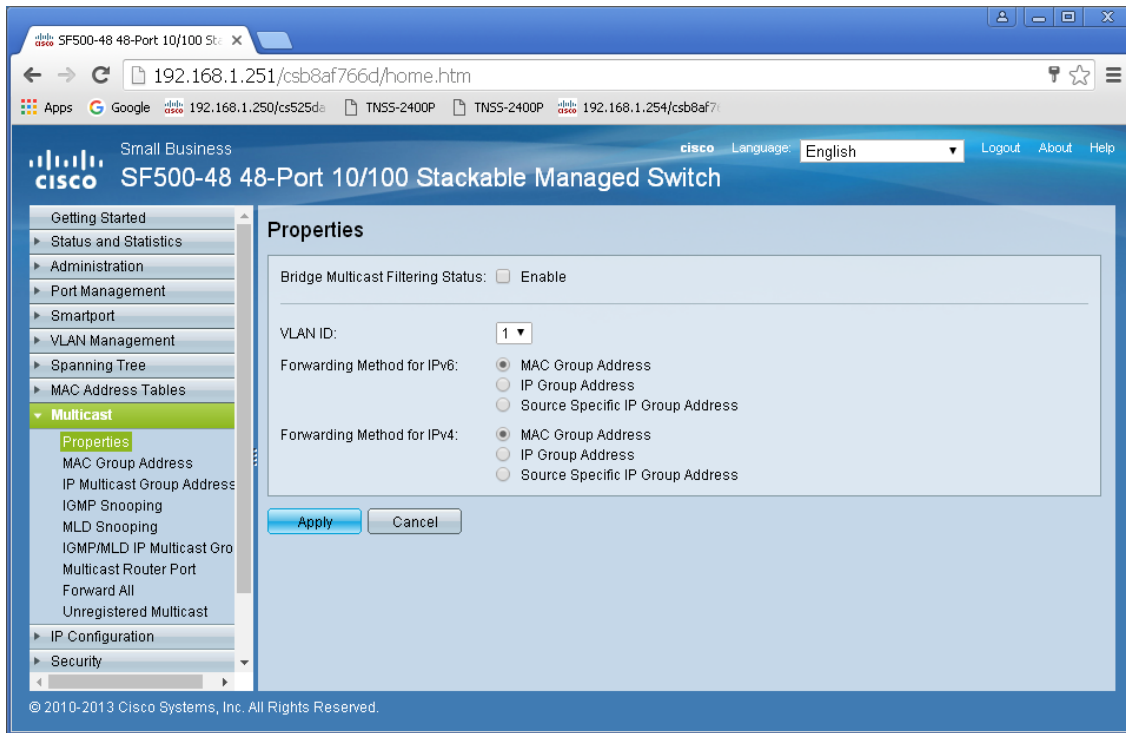 SF500-48 48-Port 10/100 Sta
192.168.1.251/csb8af766d/home.htm
Apps Google 192.168.1.250/cs525da TNSS-2400P TNSS-2400P 192.168.1.254/csb8af7
Small Business
cisco Language: English Logout About Help
cisco SF500-48 48-Port 10/100 Stackable Managed Switch
Getting Started
Status and Statistics
Administration
Port Management
Smartport
VLAN Management
Spanning Tree
MAC Address Tables
Multicast
Properties
MAC Group Address
IP Multicast Group Address
IGMP Snooping
MLD Snooping
IGMP/MLD IP Multicast Gro
Multicast Router Port
Forward All
Unregistered Multicast
IP Configuration
Security
Properties
Bridge Multicast Filtering Status: Enable
VLAN ID: 1
Forwarding Method for IPv6: MAC Group Address
IP Group Address
Source Specific IP Group Address
Forwarding Method for IPv4: MAC Group Address
IP Group Address
Source Specific IP Group Address
Apply Cancel
© 2010-2013 Cisco Systems, Inc. All Rights Reserved.